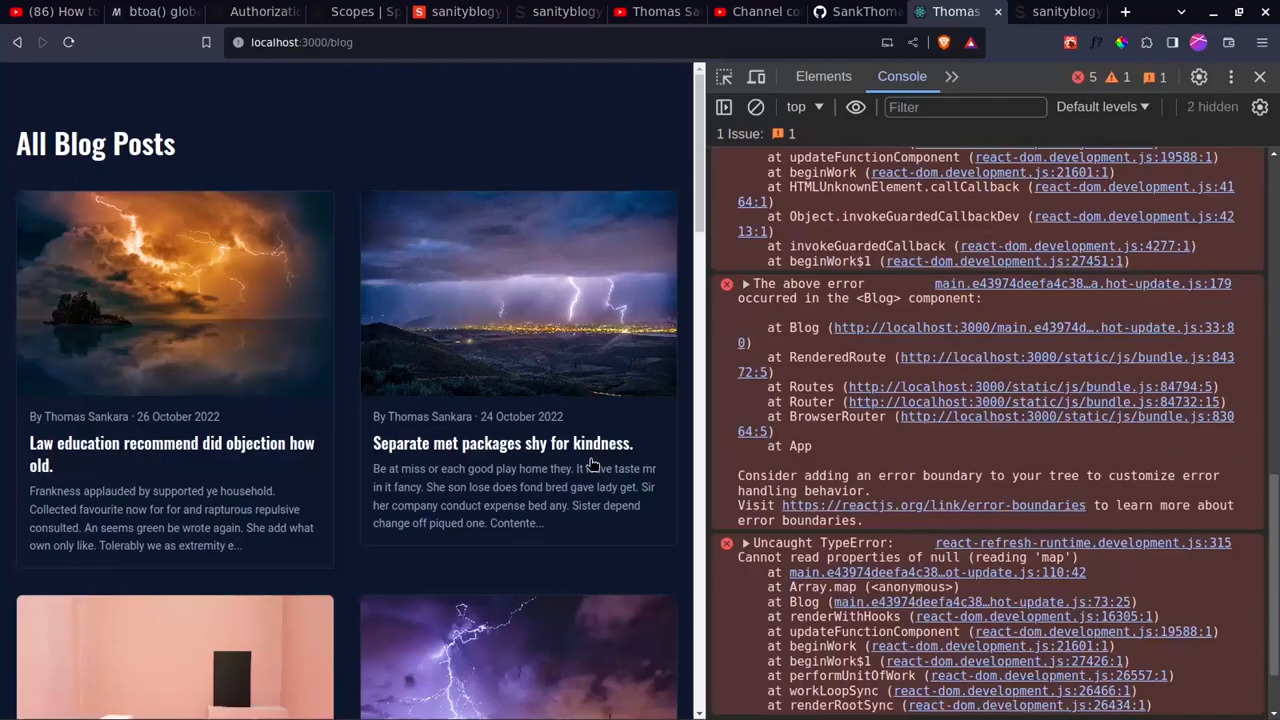 (86) How to
btoa() glob
Authorizatio
Scopes | Sp
sanityblogy
sanityblogy
Thomas Sa
Channel co
SankThom
Thomas
sanityblogy
localhost:3000/blog
All Blog Posts
By Thomas Sankara · 26 October 2022
Law education recommend did objection how
old.
Frankness applauded by supported ye household.
Collected favourite now for and rapturous repulsive
consulted. An seems green be wrote again. She add what
own only like. Tolerably we as extremity e...
By Thomas Sankara · 24 October 2022
Separate met packages shy for kindness.
Be at miss or each good play home they. It ve taste mr
in it fancy. She son lose does fond bred gave lady get. Sir
her company conduct expense bed any. Sister depend
change off piqued one. Contente...
Elements
Console
5
1
1
top
Filter
Default levels
2 hidden
1 Issue:
1
at updateFunctionComponent (react-dom.development.js:19588:1)
at beginWork (react-dom.development.js:21601:1)
at HTMLUnknownElement.callCallback (react-dom.development.js:41
64:1)
at Object.invokeGuardedCallbackDev (react-dom.development.js:42
13:1)
at invokeGuardedCallback (react-dom.development.js:4277:1)
at beginWork$1 (react-dom.development.js:27451:1)
The above error main.e43974deefa4c38…a.hot-update.js:179
occurred in the <Blog> component:
at Blog (http://localhost:3000/main.e43974d….hot-update.js:33:8
0)
at RenderedRoute (http://localhost:3000/static/js/bundle.js:843
72:5)
at Routes (http://localhost:3000/static/js/bundle.js:84794:5)
at Router (http://localhost:3000/static/js/bundle.js:84732:15)
at BrowserRouter (http://localhost:3000/static/js/bundle.js:830
64:5)
at App
Consider adding an error boundary to your tree to customize error
handling behavior.
Visit https://reactjs.org/link/error-boundaries to learn more about
error boundaries.
Uncaught TypeError: react-refresh-runtime.development.js:315
Cannot read properties of null (reading 'map')
at main.e43974deefa4c38…ot-update.js:110:42
at Array.map (<anonymous>)
at Blog (main.e43974deefa4c38…hot-update.js:73:25)
at renderWithHooks (react-dom.development.js:16305:1)
at updateFunctionComponent (react-dom.development.js:19588:1)
at beginWork (react-dom.development.js:21601:1)
at beginWork$1 (react-dom.development.js:27426:1)
at performUnitOfWork (react-dom.development.js:26557:1)
at workLoopSync (react-dom.development.js:26466:1)
at renderRootSync (react-dom.development.js:26434:1)